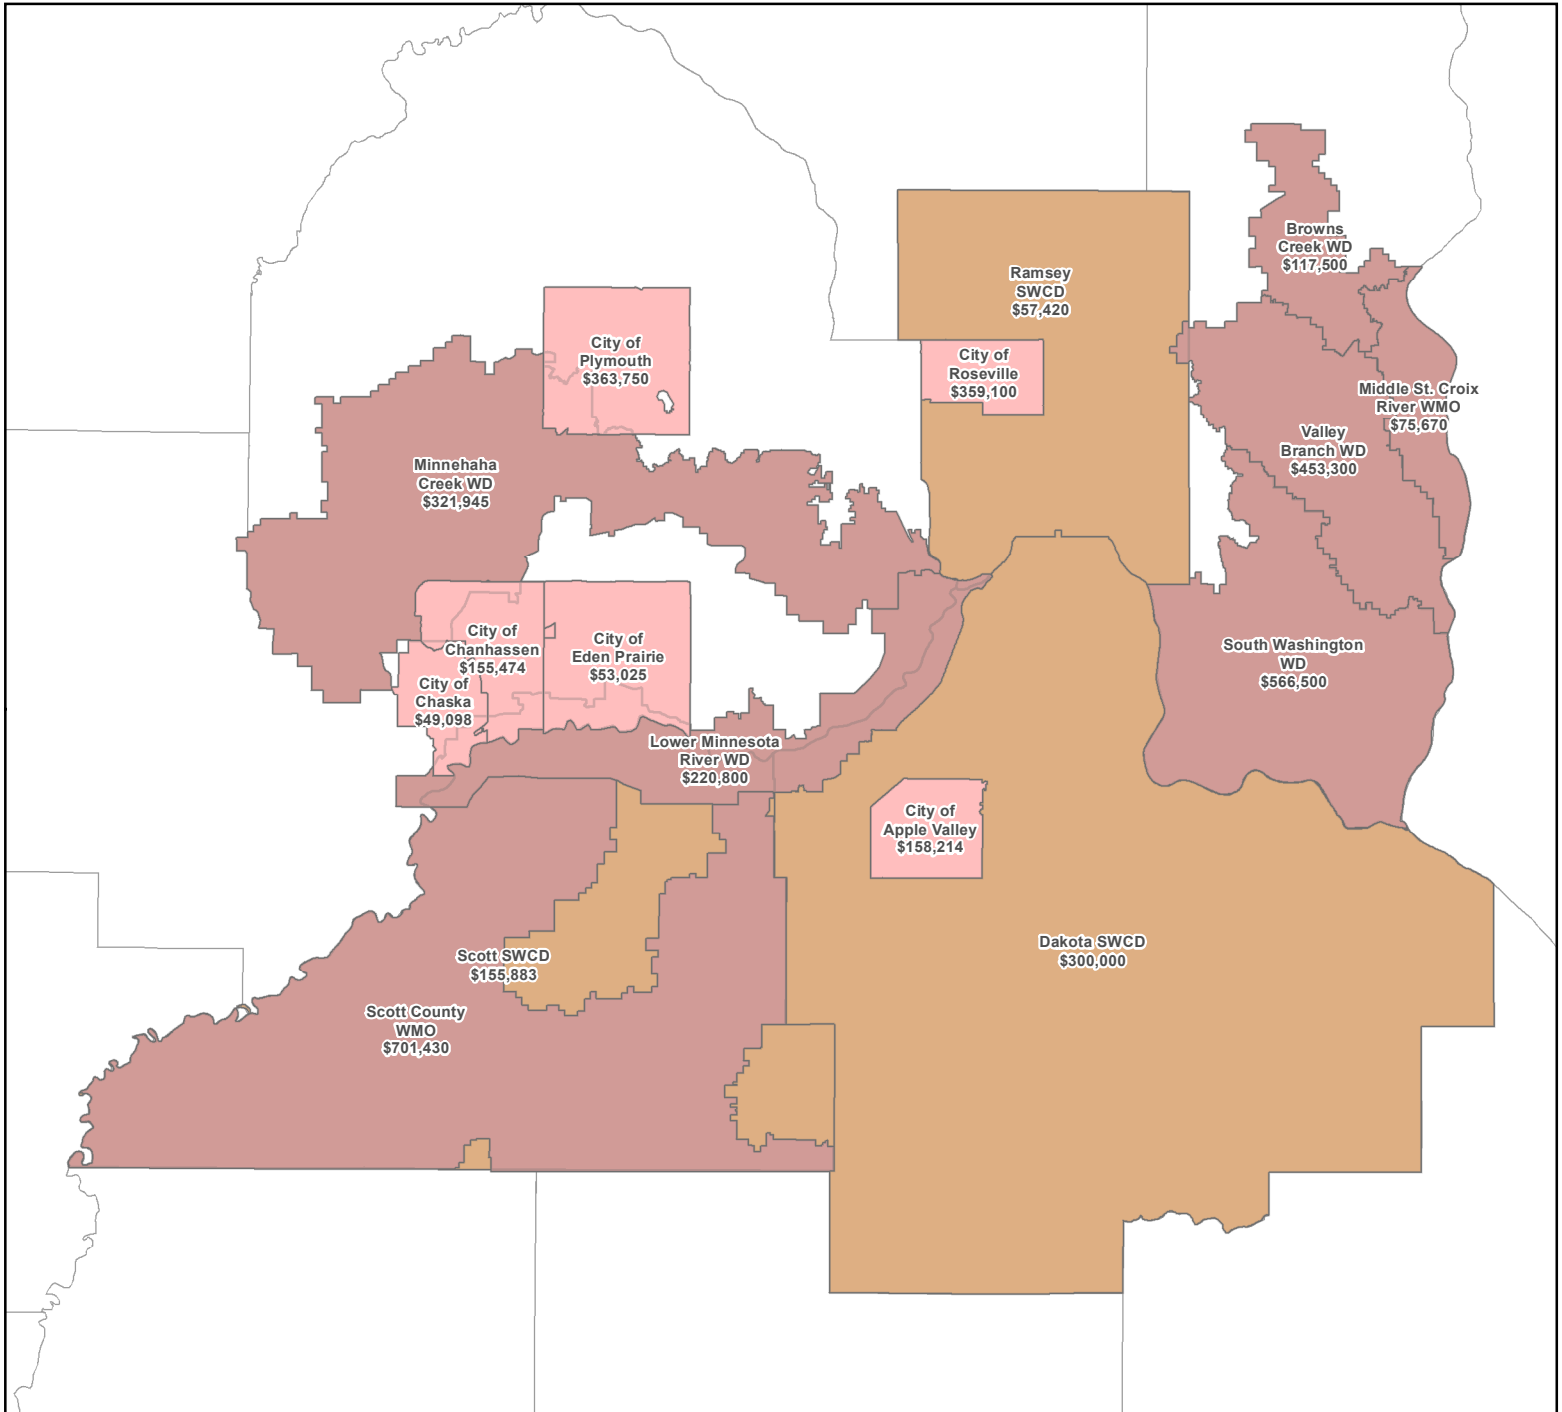 Browns
Creek WD
$117,500
Ramsey
SWCD
$57,420
City of
Plymouth
$363,750
City of
Roseville
$359,100
Middle St. Croix
River WMO
$75,670
Valley
Branch WD
$453,300
Minnehaha
Creek WD
$321,945
City of
Chanhassen
$155,474
City of
Eden Prairie
$53,025
South Washington
WD
$566,500
City of
Chaska
$49,098
Lower Minnesota
River WD
$220,800
City of
Apple Valley
$158,214
Dakota SWCD
$300,000
Scott SWCD
$155,883
Scott County
WMO
$701,430